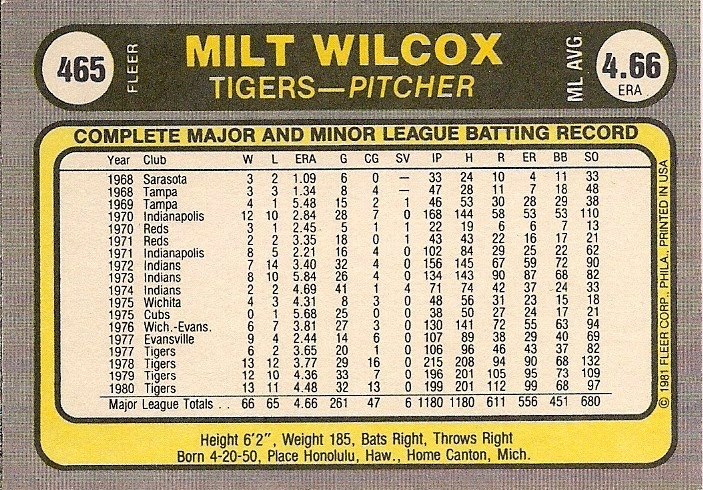 465
FLEER
MILT WILCOX
TIGERS—PITCHER
ML AVG.
4.66
ERA
COMPLETE MAJOR AND MINOR LEAGUE BATTING RECORD
Year Club W L ERA G CG SV IP H R ER BB SO
1968 Sarasota 3 2 1.09 6 0 — 33 24 10 4 11 33
1968 Tampa 3 3 1.34 8 4 — 47 28 11 7 18 48
1969 Tampa 4 1 5.48 15 2 1 46 53 30 28 29 38
1970 Indianapolis 12 10 2.84 28 7 0 168 144 58 53 53 110
1970 Reds 3 1 2.45 5 1 1 22 19 6 6 7 13
1971 Reds 2 2 3.35 18 0 1 43 43 22 16 17 21
1971 Indianapolis 8 5 2.21 16 4 0 102 84 29 25 22 62
1972 Indians 7 14 3.40 32 4 0 156 145 67 59 72 90
1973 Indians 8 10 5.84 26 4 0 134 143 90 87 68 82
1974 Indians 2 2 4.69 41 1 4 71 74 42 37 24 33
1975 Wichita 4 3 4.31 8 3 0 48 56 31 23 15 18
1975 Cubs 0 1 5.68 25 0 0 38 50 27 24 17 21
1976 Wich.-Evans. 6 7 3.81 27 3 0 130 141 72 55 63 94
1977 Evansville 9 4 2.44 14 6 0 107 89 38 29 40 69
1977 Tigers 6 2 3.65 20 1 0 106 96 46 43 37 82
1978 Tigers 13 12 3.77 29 16 0 215 208 94 90 68 132
1979 Tigers 12 10 4.36 33 7 0 196 201 105 95 73 109
1980 Tigers 13 11 4.48 32 13 0 199 201 112 99 68 97
Major League Totals . . 66 65 4.66 261 47 6 1180 1180 611 556 451 680
© 1981 FLEER CORP., PHILA., PRINTED IN USA
Height 6'2", Weight 185, Bats Right, Throws Right
Born 4-20-50, Place Honolulu, Haw., Home Canton, Mich.